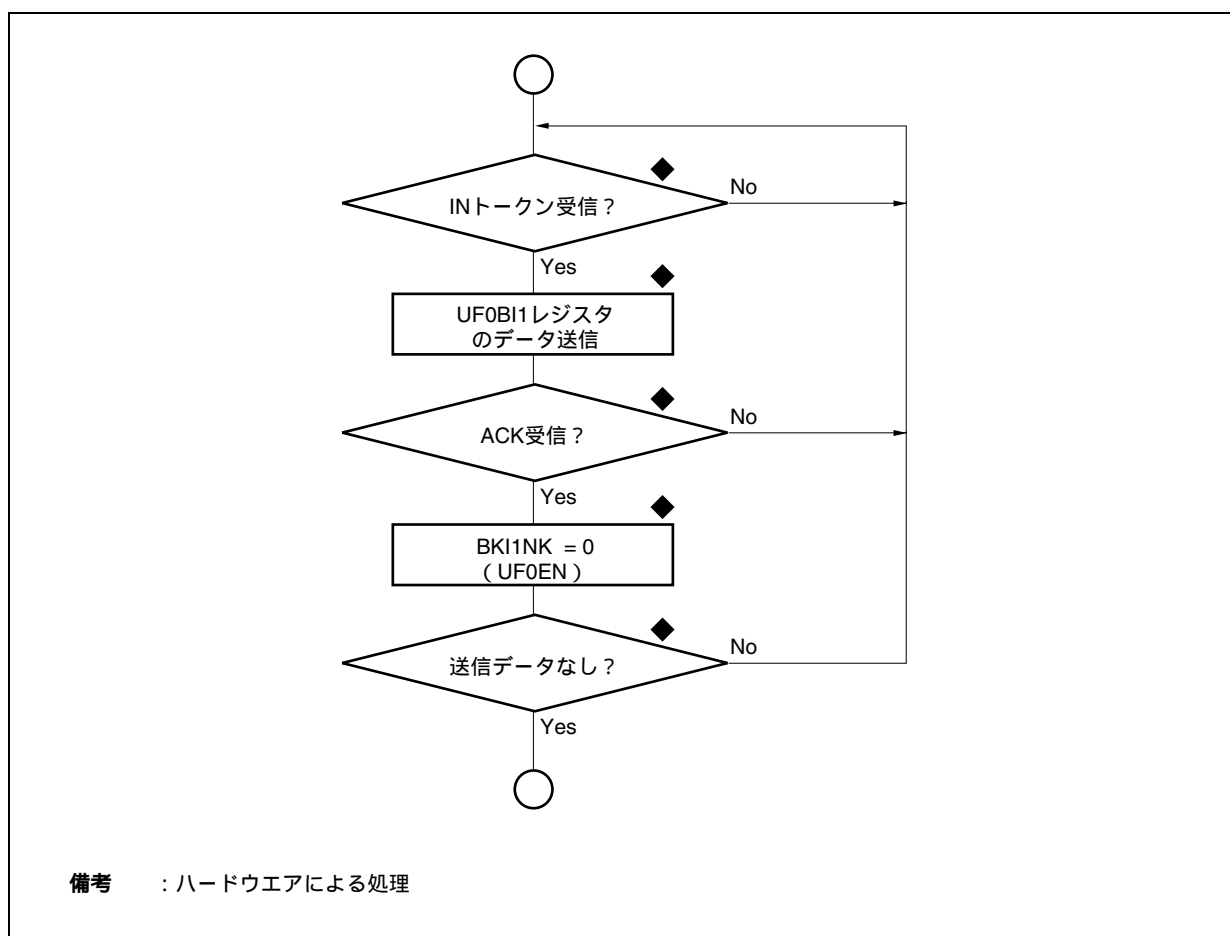 INトークン受信？
No
Yes
UF0BI1レジスタ
のデータ送信
ACK受信？
No
Yes
BKI1NK = 0
（UF0EN）
送信データなし？
No
Yes
備考 ：ハードウエアによる処理